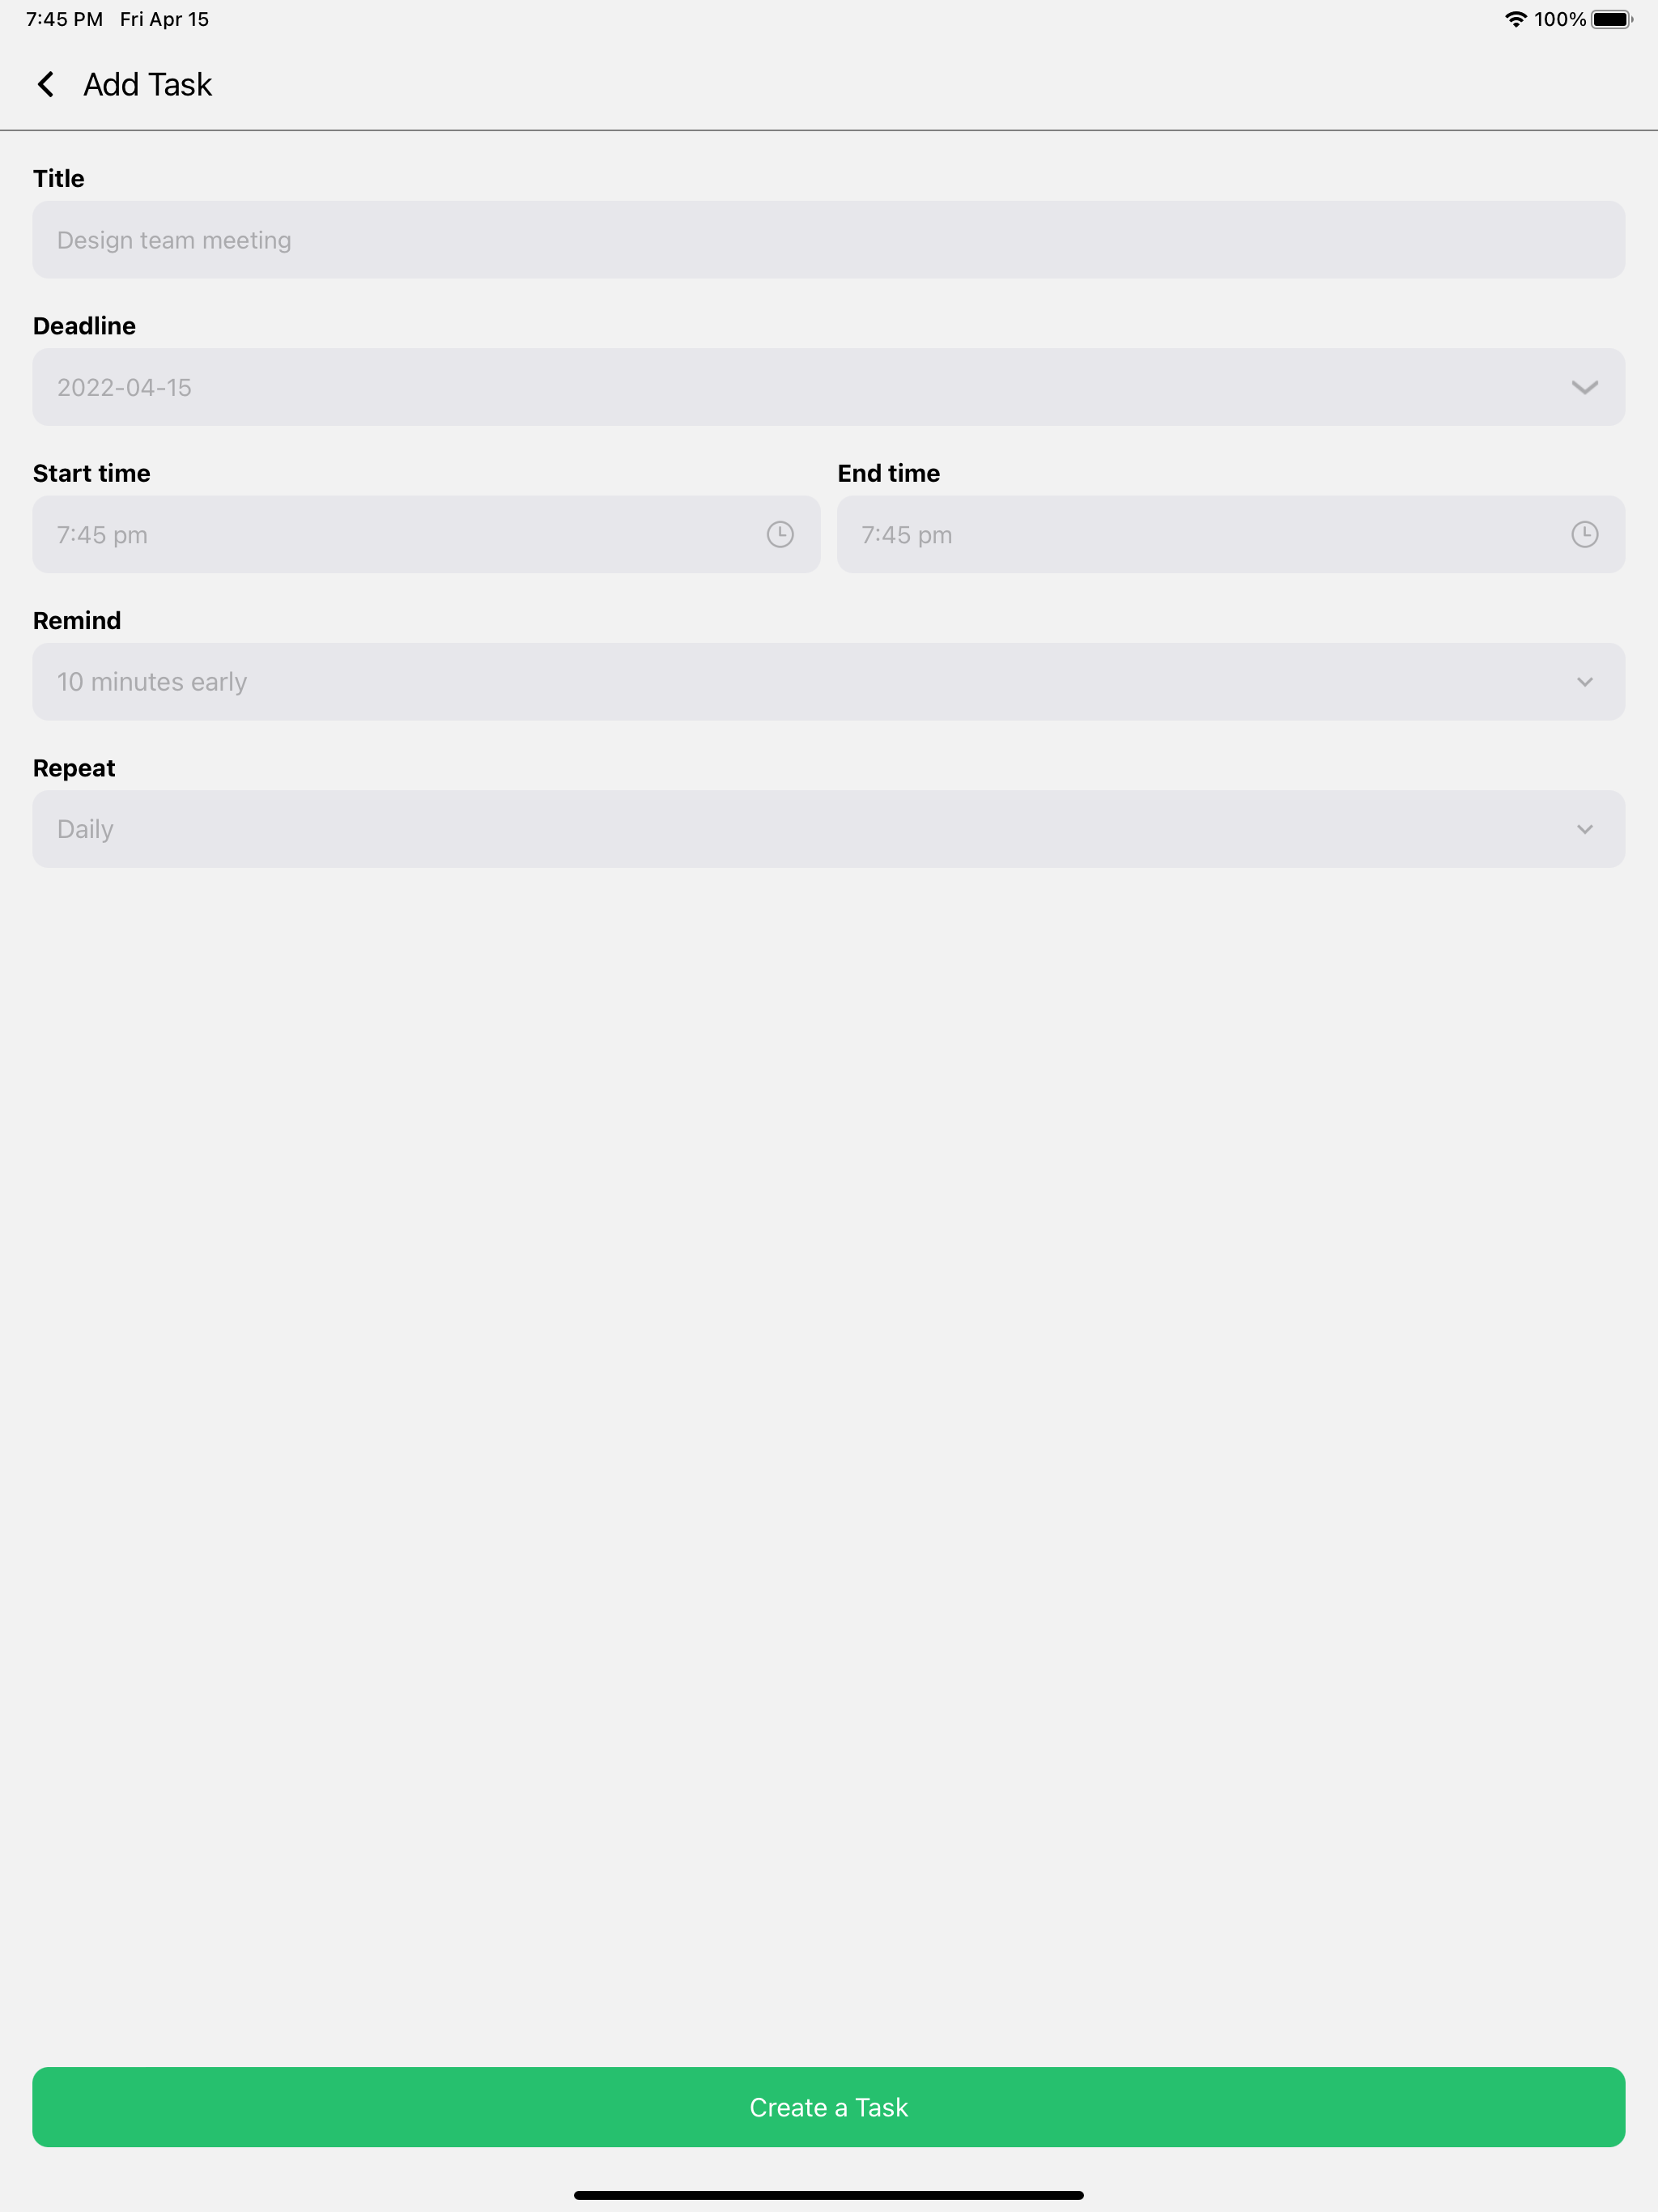 7:45 PM Fri Apr 15 100%
Add Task
Title
Design team meeting
Deadline
2022-04-15
Start time End time
7:45 pm 7:45 pm
Remind
10 minutes early
Repeat
Daily
Create a Task